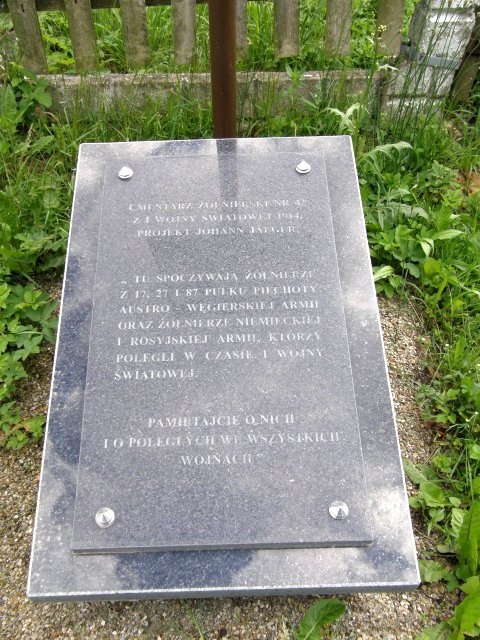 CMENTARZ ŻOŁNIERSKI NR 42
Z I WOJNY ŚWIATOWEJ 1914,
PROJEKT JOHANN JAEGER,
„ TU SPOCZYWAJĄ ŻOŁNIERZE
Z 17, 27 I 87 PUŁKU PIECHOTY
AUSTRO - WĘGIERSKIEJ ARMII
ORAZ ŻOŁNIERZE NIEMIECKIEJ
I ROSYJSKIEJ ARMII, KTÓRZY
POLEGLI W CZASIE I WOJNY
ŚWIATOWEJ.
PAMIĘTAJCIE O NICH
I O POLEGŁYCH WE WSZYSTKICH
WOJNACH "